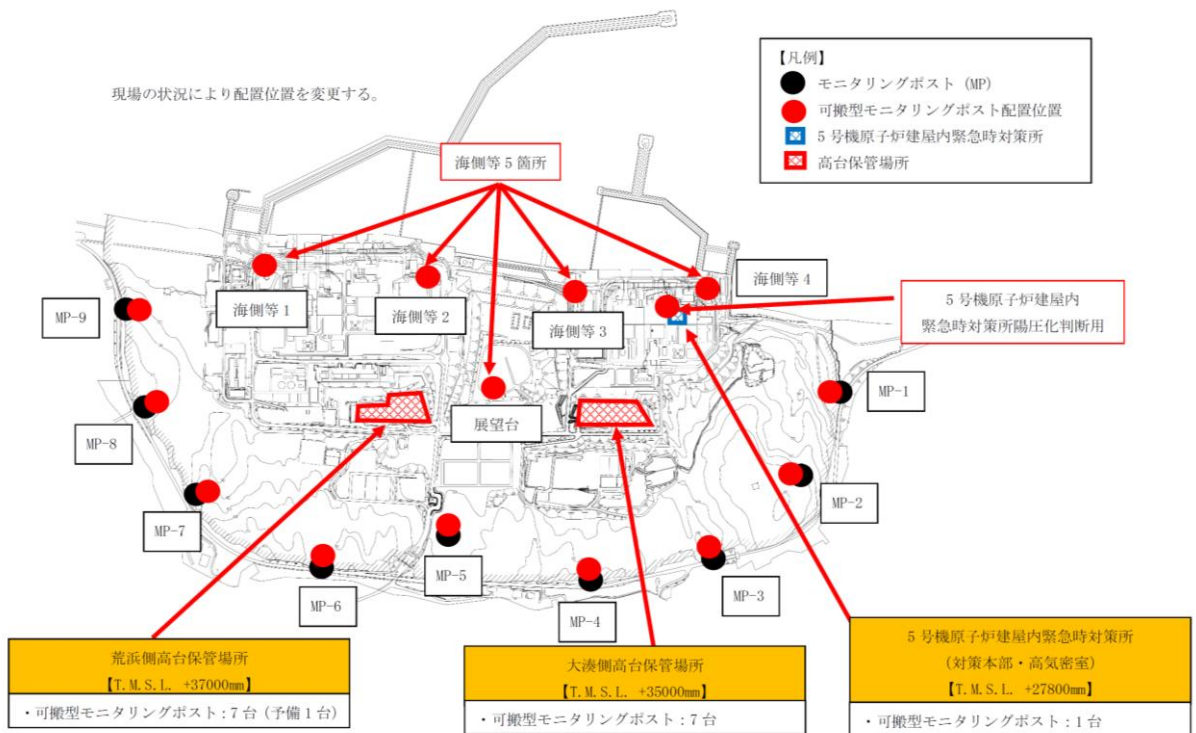 現場の状況により配置位置を変更する。
【凡例】
モニタリングポスト (MP)
可搬型モニタリングポスト配置位置
5号機原子炉建屋内緊急時対策所
高台保管場所
海側等5箇所
海側等1
海側等2
海側等3
海側等4
5号機原子炉建屋内
緊急時対策所陽圧化判断用
展望台
MP-9
MP-8
MP-7
MP-6
MP-5
MP-4
MP-3
MP-2
MP-1
荒浜側高台保管場所
【T.M.S.L. +37000mm】
・可搬型モニタリングポスト:7台(予備1台)
大湊側高台保管場所
【T.M.S.L. +35000mm】
・可搬型モニタリングポスト:7台
5号機原子炉建屋内緊急時対策所
(対策本部・高気密室)
【T.M.S.L. +27800mm】
・可搬型モニタリングポスト:1台